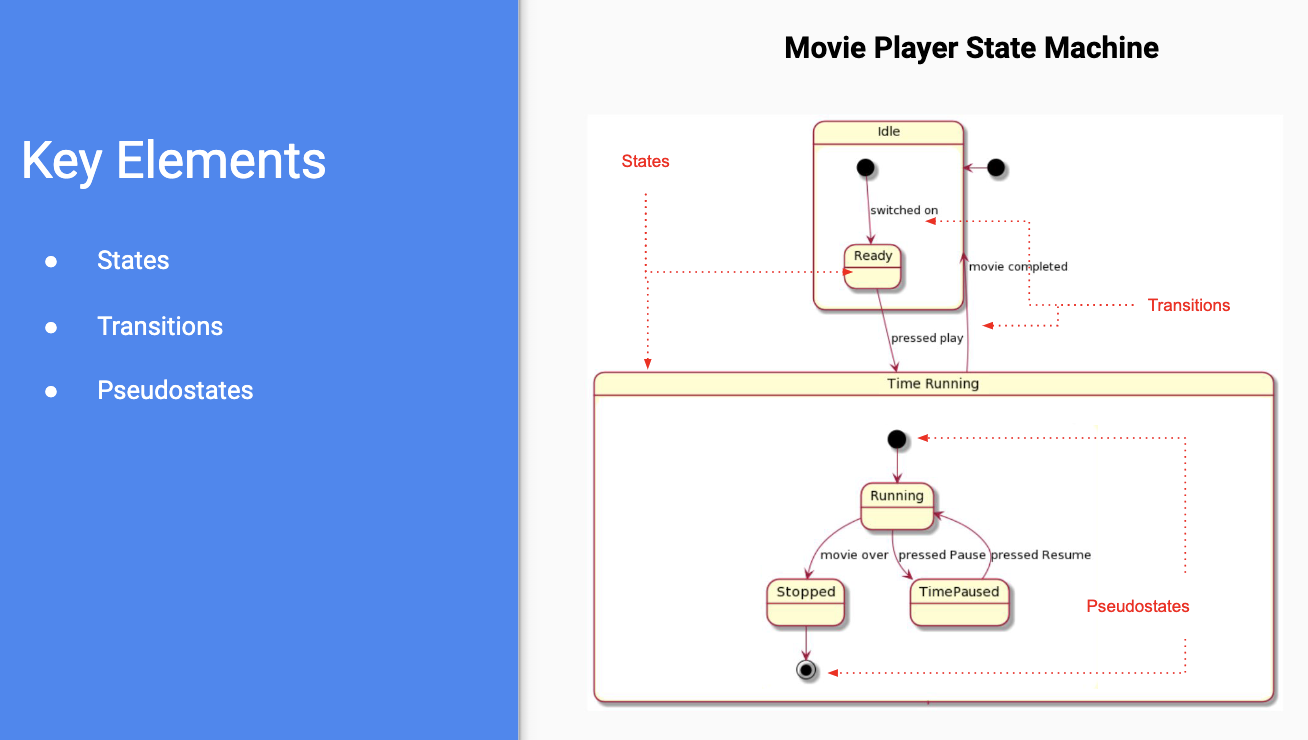 Movie Player State Machine
Key Elements
● States
● Transitions
● Pseudostates
Idle
States
switched on
Ready
movie completed
Transitions
pressed play
Time Running
Running
movie over
pressed Pause
pressed Resume
Stopped
TimePaused
Pseudostates